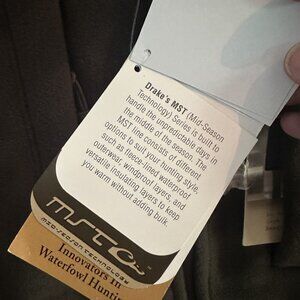 Drake's MST (Mid-Season
Technology) Series is built to
handle the unpredictable days in
the middle of the season. The
MST line consists of different
options to suit your hunting style,
such as fleece-lined waterproof
outerwear, windproof layers, and
versatile insulating layers to keep
you warm without adding bulk.
MST
MID-SEASON TECHNOLOGY
Innovators in
Waterfowl Hunting